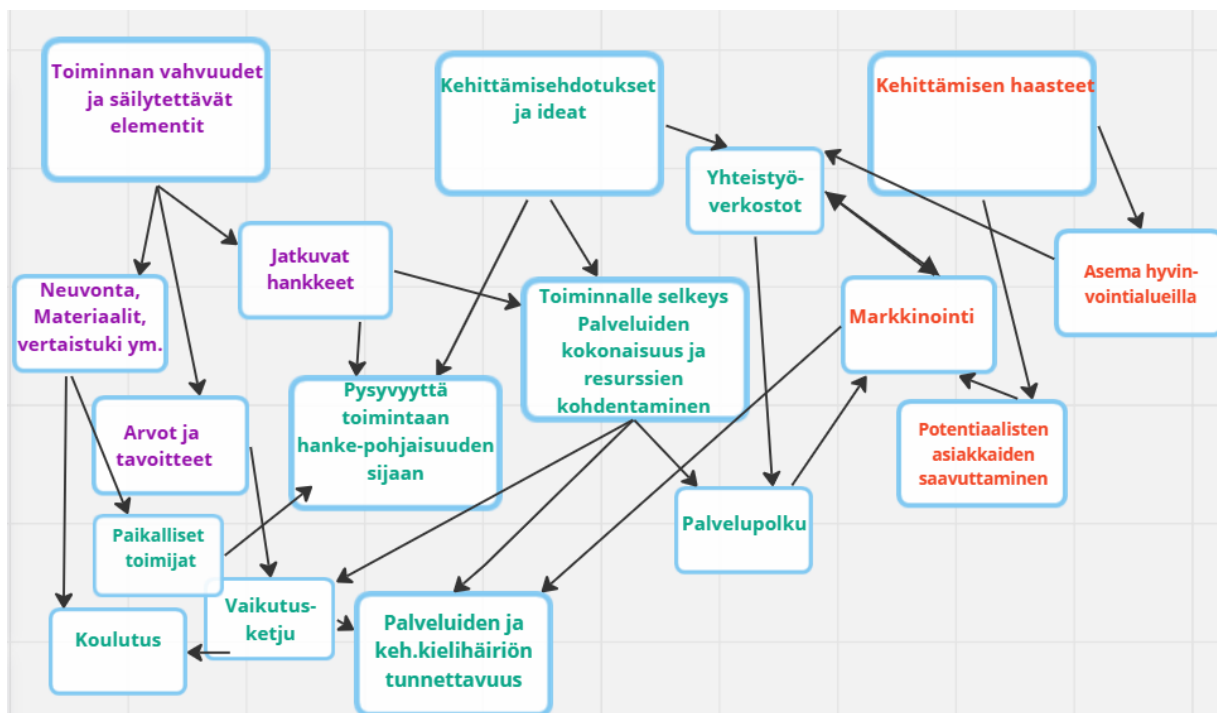 Toiminnan vahvuudet
ja säilytettävät
elementit
Kehittämisehdotukset
ja ideat
Kehittämisen haasteet
Yhteistyö-
verkostot
Jatkuvat
hankkeet
Asema hyvin-
vointialueilla
Neuvonta,
Materiaalit,
vertaistuki ym.
Toiminnalle selkeys
Palveluiden
kokonaisuus ja
resurssien
kohdentaminen
Markkinointi
Pysyvyyttä
toimintaan
hanke-pohjaisuuden
sijaan
Arvot ja
tavoitteet
Potentiaalisten
asiakkaiden
saavuttaminen
Paikalliset
toimijat
Palvelupolku
Vaikutus-
ketju
Koulutus
Palveluiden ja
keh.kielihäiriön
tunnettavuus